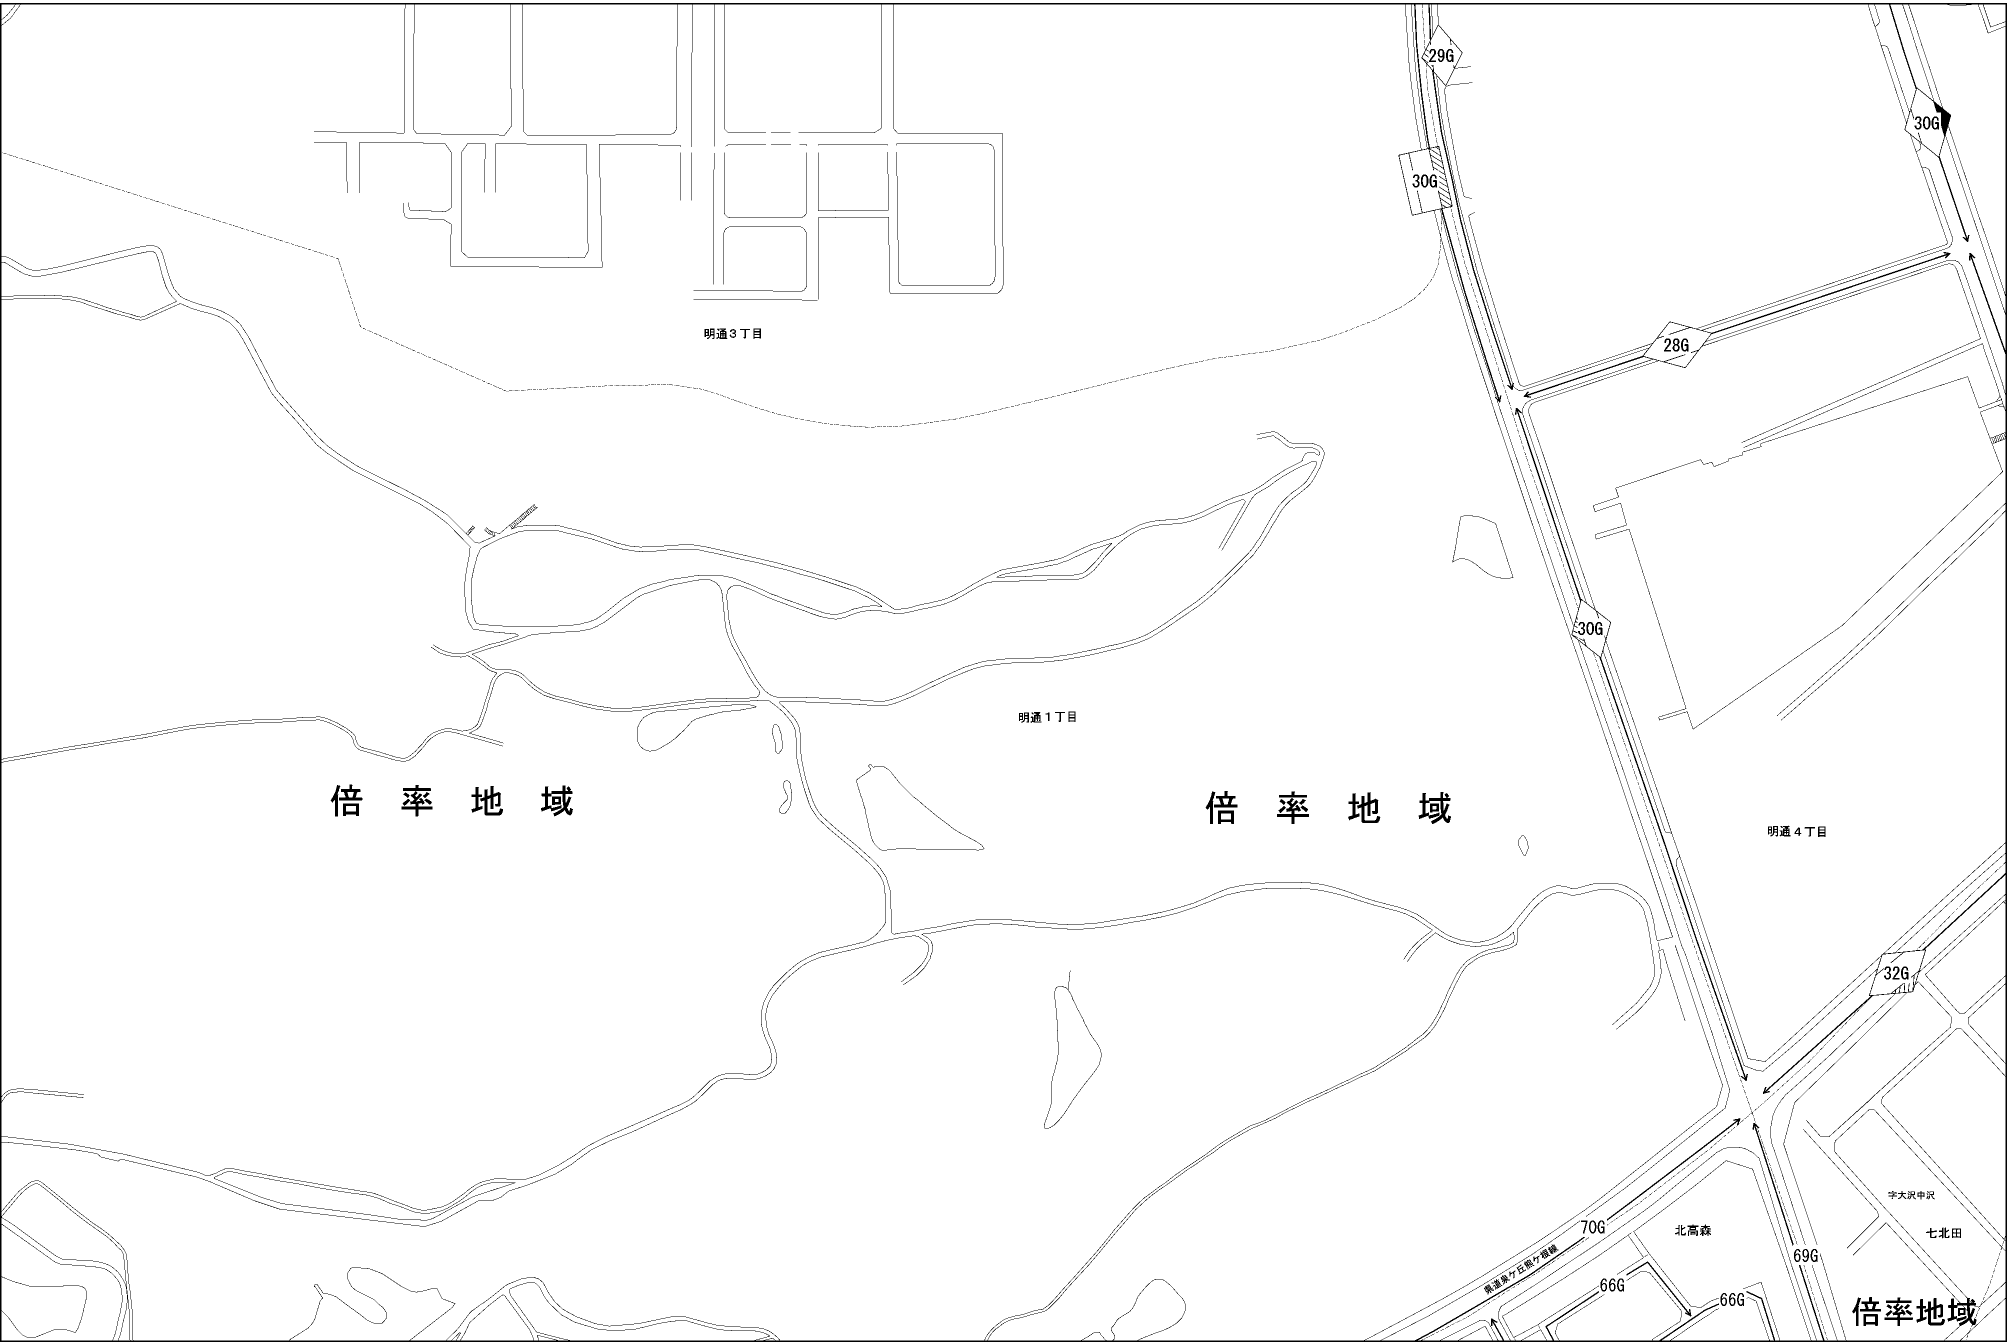 29G
30G
30G
明通３丁目
28G
30G
明通１丁目
倍率地域
倍率地域
明通４丁目
32G
字大沢中沢
70G
北高森
七北田
69G
県道泉ケ丘熊ケ根線
66G
66G
倍率地域